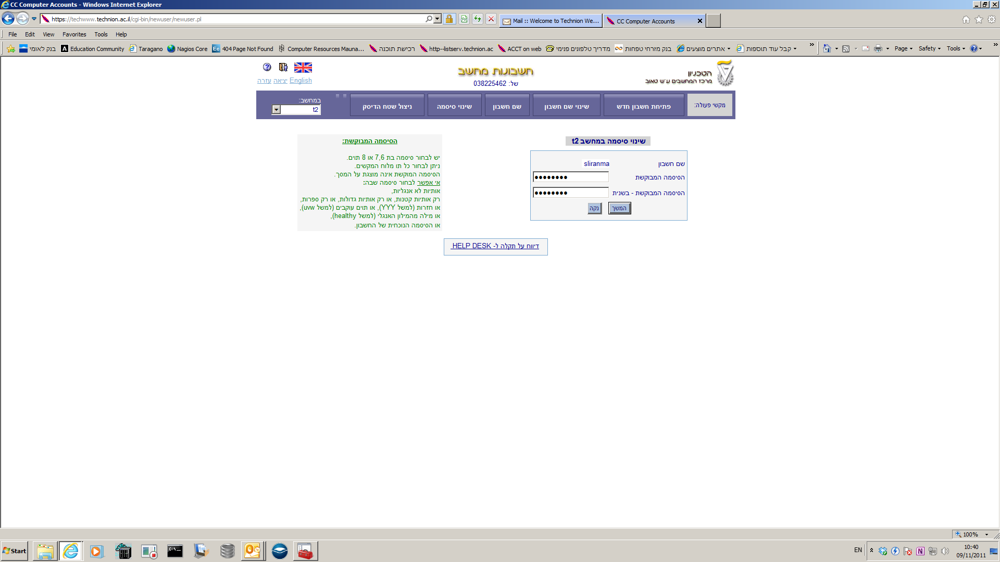 CC Computer Accounts - Windows Internet Explorer
https://techwww.technion.ac.il/cgi-bin/newuser/newuser.pl
Mail :: Welcome to Technion We...
CC Computer Accounts
File Edit View Favorites Tools Help
בנק לאומי
Education Community
Taragano
Nagios Core
404 Page Not Found
Computer Resources Mauna...
רכישת תוכנה
http--listserv.technion.ac
ACCT on web
מדריך טלפונים פנימי
בנק מזרחי טפחות
אתרים מוצעים
קבל עוד תוספות
Page
Safety
Tools
הטכניון
מרכז המחשבים ע״ש טאוב
חשבונות מחשב
של: 038225462
English יציאה עזרה
מקשי פעולה:
פתיחת חשבון חדש
שינוי שם חשבון
שם חשבון
שינוי סיסמה
ניצול שטח הדיסק
במחשב:
t2
שינוי סיסמה במחשב t2
שם חשבון sliranma
הסיסמה המבוקשת ••••••••
הסיסמה המבוקשת - בשנית ••••••••
המשך נקה
הסיסמה המבוקשת:
יש לבחור סיסמה בת 7,6 או 8 תוים.
ניתן לבחור כל תו מלוח המקשים.
הסיסמה המוקשת אינה מוצגת על המסך.
אי אפשר לבחור סיסמה שבה:
אותיות לא אנגליות,
רק אותיות קטנות, או רק אותיות גדולות, או רק ספרות,
או חזרות (למשל YYY), או תוים עוקבים (למשל uvw),
או מילה מהמילון האנגלי (למשל healthy),
או הסיסמה הנוכחית של החשבון.
דיווח על תקלה ל- HELP DESK
100%
Start
EN
10:40
09/11/2011